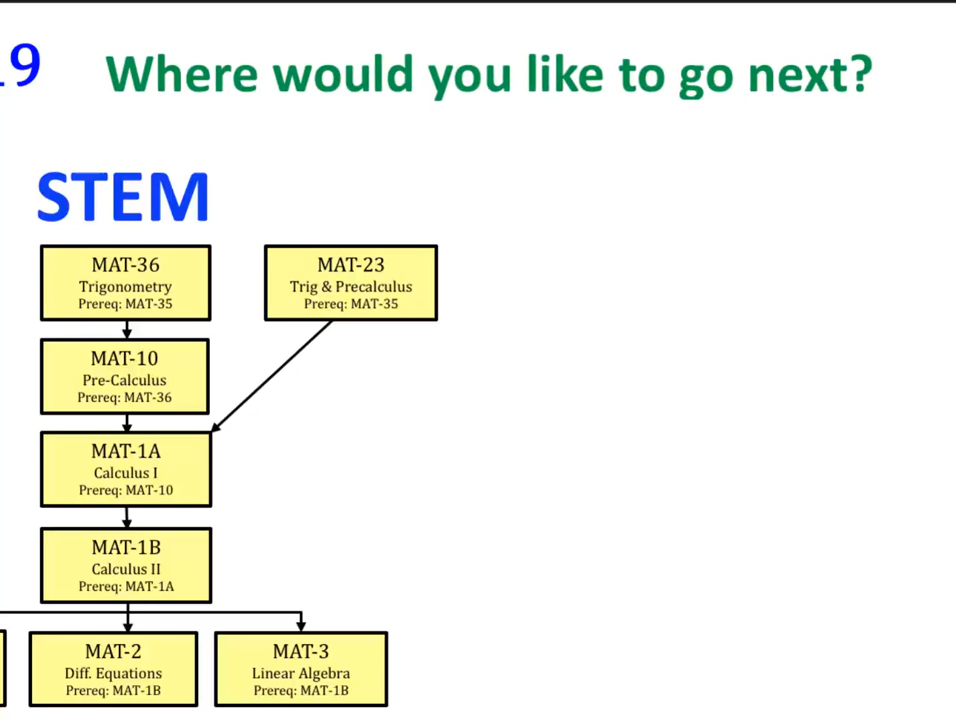 19 Where would you like to go next?
STEM
MAT-36
Trigonometry
Prereq: MAT-35
MAT-23
Trig & Precalculus
Prereq: MAT-35
MAT-10
Pre-Calculus
Prereq: MAT-36
MAT-1A
Calculus I
Prereq: MAT-10
MAT-1B
Calculus II
Prereq: MAT-1A
MAT-2
Diff. Equations
Prereq: MAT-1B
MAT-3
Linear Algebra
Prereq: MAT-1B